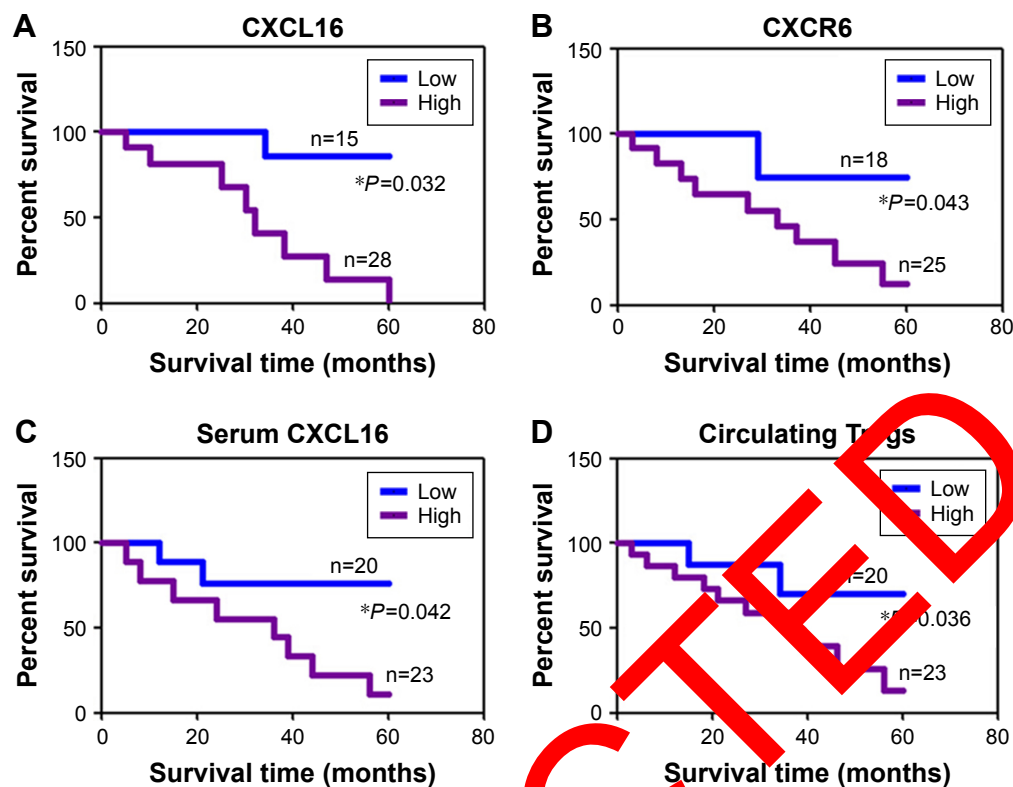 A
CXCL16
150
100
50
0
Percent survival
Low
High
n=15
*P=0.032
n=28
0 20 40 60 80
Survival time (months)
B
CXCR6
150
100
50
0
Percent survival
Low
High
n=18
*P=0.043
n=25
0 20 40 60 80
Survival time (months)
C
Serum CXCL16
150
100
50
0
Percent survival
Low
High
n=20
*P=0.042
n=23
0 20 40 60 80
Survival time (months)
D
Circulating
150
100
50
0
Percent survival
Low
High
n=20
n=23
20 40 60 80
Survival time (months)
CTED